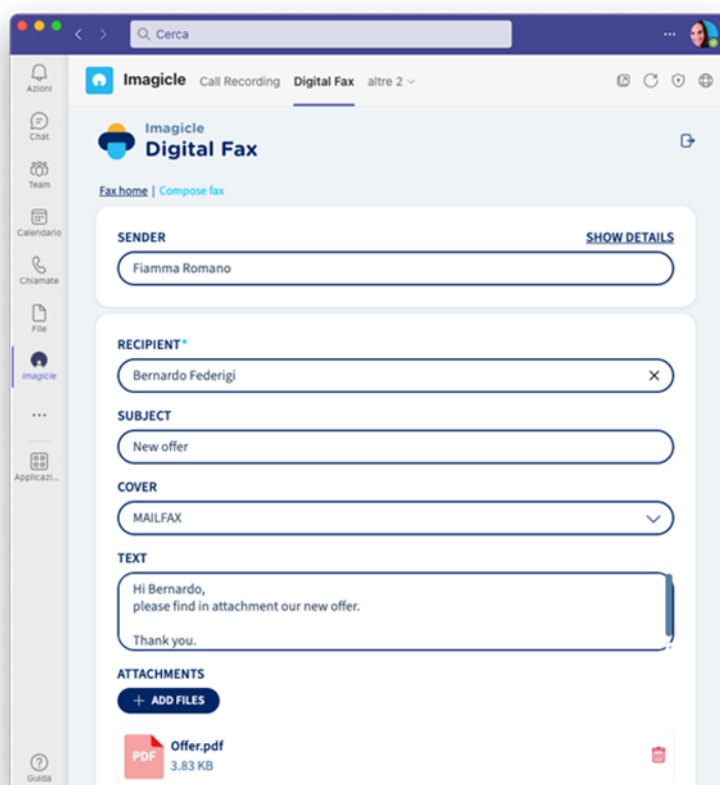 Cerca
Azioni
Chat
Team
Calendario
Chiamate
File
Imagicle
Applicazi...
Guida
Imagicle Call Recording Digital Fax altre 2
Imagicle
Digital Fax
Fax home | Compose fax
SENDER SHOW DETAILS
Fiamma Romano
RECIPIENT*
Bernardo Federigi
SUBJECT
New offer
COVER
MAILFAX
TEXT
Hi Bernardo,
please find in attachment our new offer.
Thank you.
ATTACHMENTS
+ ADD FILES
PDF
Offer.pdf
3.83 KB